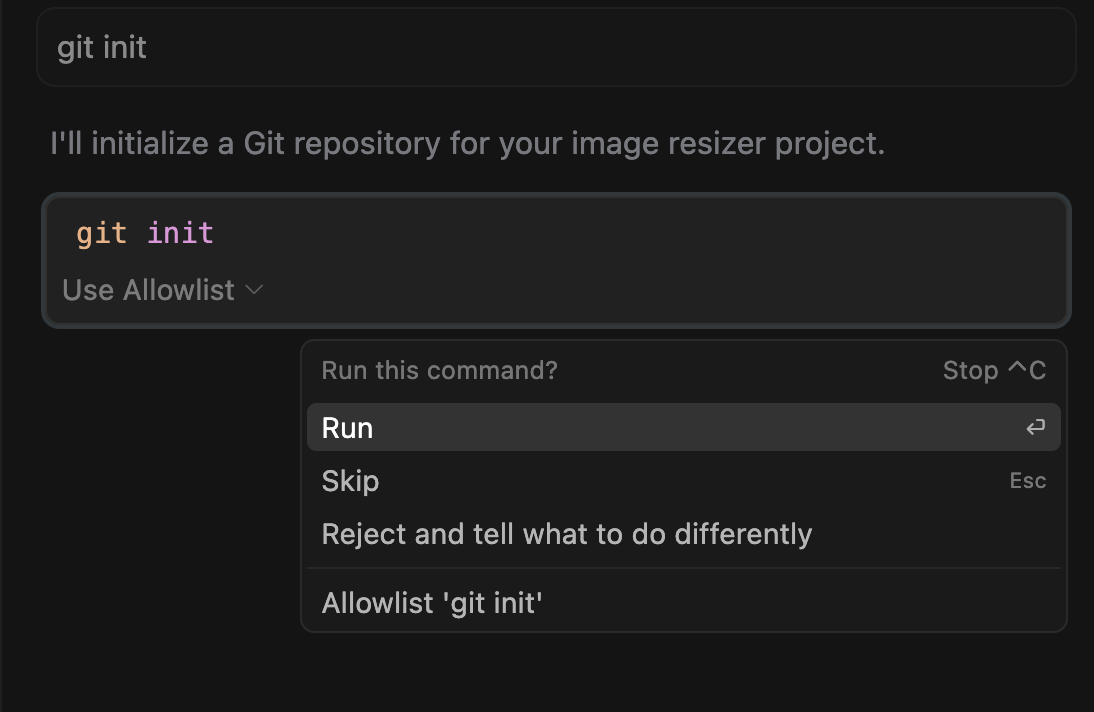 git init
I'll initialize a Git repository for your image resizer project.
git init
Use Allowlist
Run this command? Stop ^C
Run ⏎
Skip Esc
Reject and tell what to do differently
Allowlist 'git init'